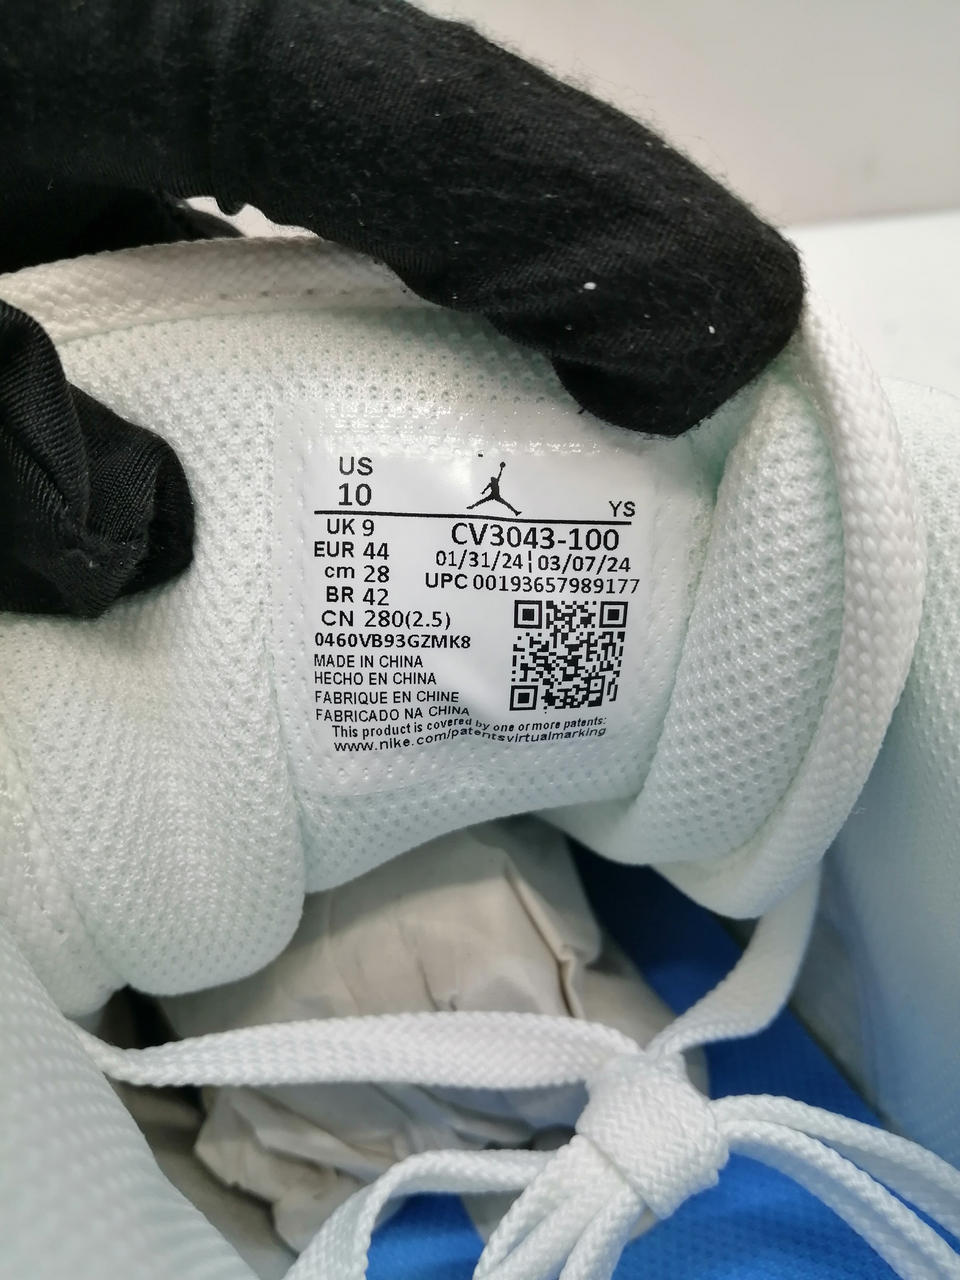 US
10
YS
UK 9
EUR 44
cm 28
BR 42
CN 280(2.5)
CV3043-100
01/31/24¦03/07/24
UPC 00193657989177
0460VB93GZMK8
MADE IN CHINA
HECHO EN CHINA
FABRIQUE EN CHINE
FABRICADO NA CHINA
This product is covered by one or more patents:
www.nike.com/patentsvirtualmarking